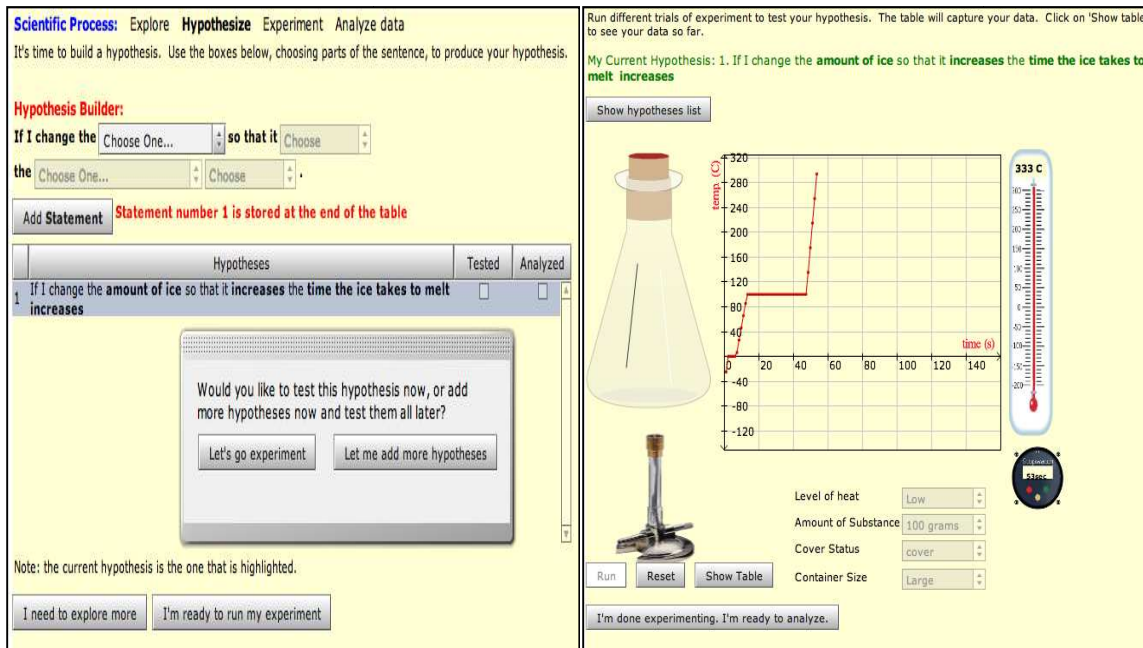 Scientific Process: Explore Hypothesize Experiment Analyze data
It's time to build a hypothesis. Use the boxes below, choosing parts of the sentence, to produce your hypothesis.
Hypothesis Builder:
If I change the Choose One... so that it Choose
the Choose One... Choose .
Add Statement Statement number 1 is stored at the end of the table
Hypotheses Tested Analyzed
1 If I change the amount of ice so that it increases the time the ice takes to melt
increases
Would you like to test this hypothesis now, or add
more hypotheses now and test them all later?
Let's go experiment Let me add more hypotheses
Note: the current hypothesis is the one that is highlighted.
I need to explore more I'm ready to run my experiment
Run different trials of experiment to test your hypothesis. The table will capture your data. Click on 'Show table
to see your data so far.
My Current Hypothesis: 1. If I change the amount of ice so that it increases the time the ice takes to
melt increases
Show hypotheses list
temp. (C)
320
280
240
200
160
120
80
40
time (s)
0 20 40 60 80 100 120 140
-40
-80
-120
333 C
Stopwatch
53sec
Level of heat Low
Amount of Substance 100 grams
Cover Status cover
Container Size Large
Run Reset Show Table
I'm done experimenting. I'm ready to analyze.